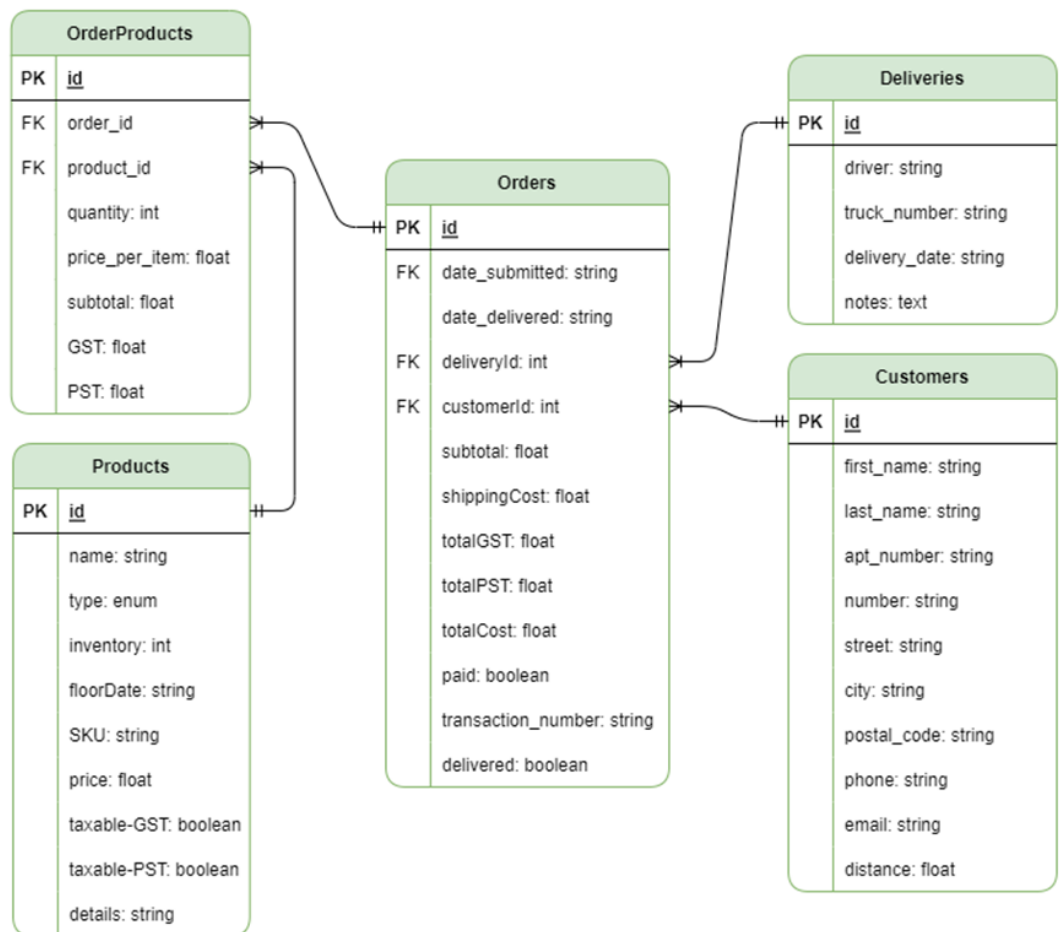 OrderProducts
PK id
FK order_id
FK product_id
quantity: int
price_per_item: float
subtotal: float
GST: float
PST: float
Products
PK id
name: string
type: enum
inventory: int
floorDate: string
SKU: string
price: float
taxable-GST: boolean
taxable-PST: boolean
details: string
Orders
PK id
FK date_submitted: string
date_delivered: string
FK deliveryId: int
FK customerId: int
subtotal: float
shippingCost: float
totalGST: float
totalPST: float
totalCost: float
paid: boolean
transaction_number: string
delivered: boolean
Deliveries
PK id
driver: string
truck_number: string
delivery_date: string
notes: text
Customers
PK id
first_name: string
last_name: string
apt_number: string
number: string
street: string
city: string
postal_code: string
phone: string
email: string
distance: float